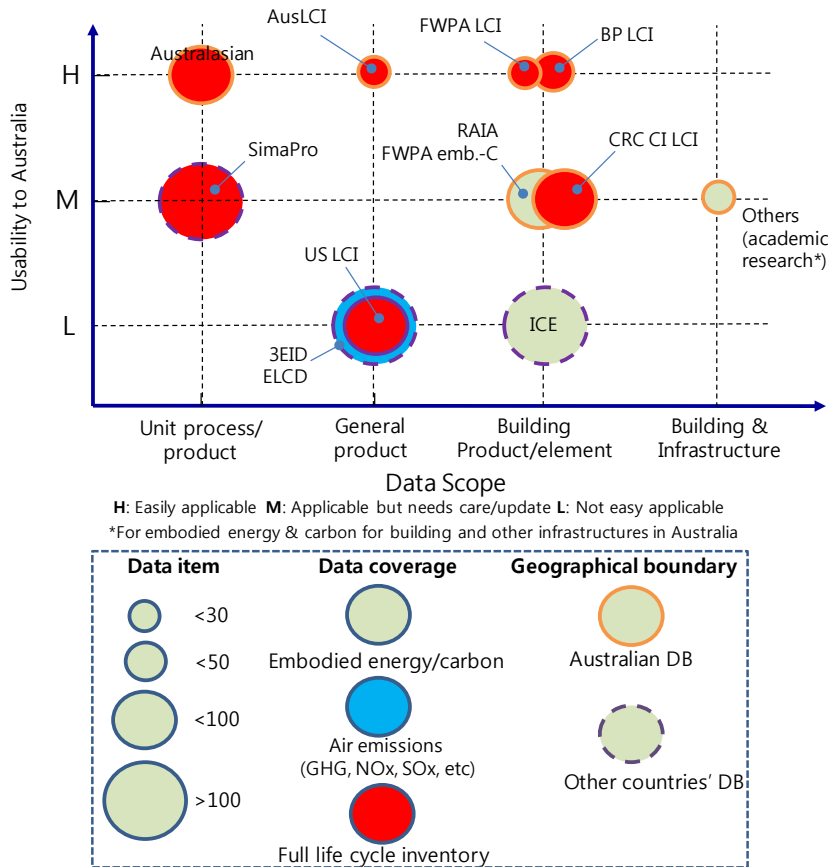 AusLCI
FWPA LCI
BP LCI
Australasian
H
Usability to Australia
SimaPro
RAIA
FWPA emb.-C
CRC CI LCI
M
Others
(academic
research*)
US LCI
L
ICE
3EID
ELCD
Unit process/
product
General
product
Building
Product/element
Building &
Infrastructure
Data Scope
H: Easily applicable M: Applicable but needs care/update L: Not easy applicable
*For embodied energy & carbon for building and other infrastructures in Australia
Data item
<30
<50
<100
>100
Data coverage
Embodied energy/carbon
Air emissions
(GHG, NOx, SOx, etc)
Full life cycle inventory
Geographical boundary
Australian DB
Other countries’ DB